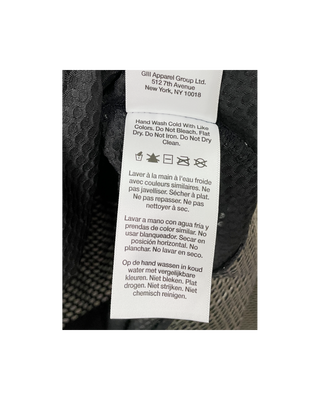 Gill Apparel Group Ltd.
512 7th Avenue
New York, NY 10018
Hand Wash Cold With Like
Colors. Do Not Bleach. Flat
Dry. Do Not Iron. Do Not Dry
Clean.
Laver à la main à l'eau froide
avec couleurs similaires. Ne
pas javelliser. Sécher à plat.
Ne pas repasser. Ne pas
nettoyer à sec.
Lavar a mano con agua fría y
prendas de color similar. No
usar blanqueador. Secar en
posición horizontal. No
planchar. No lavar en seco.
Op de hand wassen in koud
water met vergelijkbare
kleuren. Niet bleken. Plat
drogen. Niet strijken. Niet
chemisch reinigen.